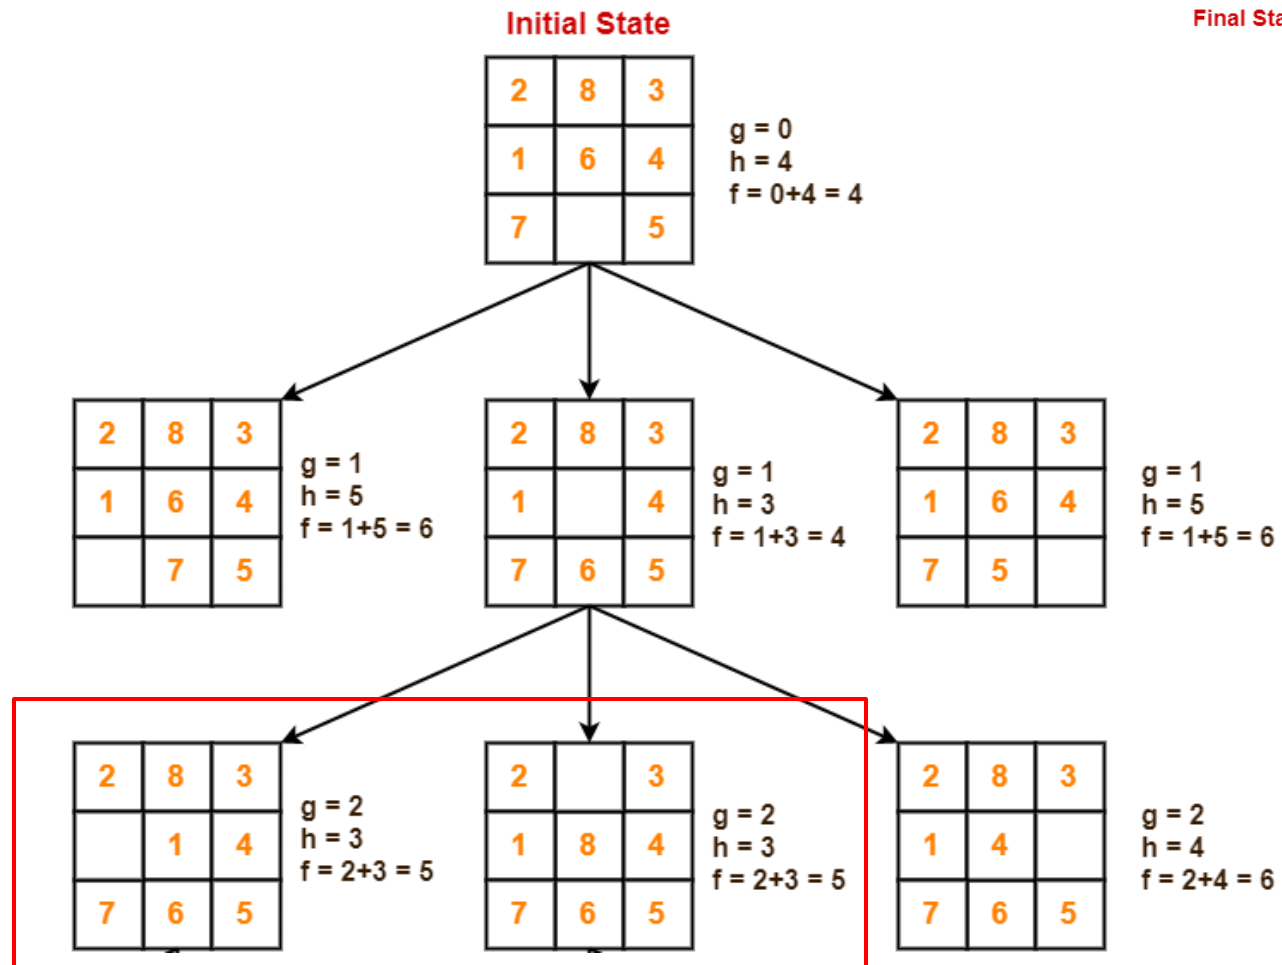 Initial State
Final Sta
2 8 3
1 6 4
7 5
g = 0
h = 4
f = 0+4 = 4
2 8 3
1 6 4
7 5
g = 1
h = 5
f = 1+5 = 6
2 8 3
1 4
7 6 5
g = 1
h = 3
f = 1+3 = 4
2 8 3
1 6 4
7 5
g = 1
h = 5
f = 1+5 = 6
2 8 3
1 4
7 6 5
g = 2
h = 3
f = 2+3 = 5
2 3
1 8 4
7 6 5
g = 2
h = 3
f = 2+3 = 5
2 8 3
1 4
7 6 5
g = 2
h = 4
f = 2+4 = 6